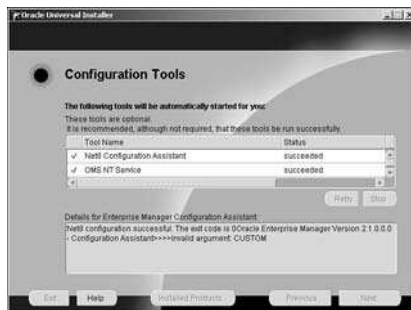 Oracle Universal Installer
Configuration Tools
The following tools will be automatically started for you:
These tools are optional.
It is recommended, although not required, that these tools be run successfully.
Tool Name Status
Net8 Configuration Assistant succeeded
OMS NT Service succeeded
Retry Stop
Details for Enterprise Manager Configuration Assistant
Net8 configuration successful. The exit code is 0Oracle Enterprise Manager Version 2.1.0.0.0
- Configuration Assistant>>>>Invalid argument: CUSTOM
Exit Help Installed Products... Previous Next